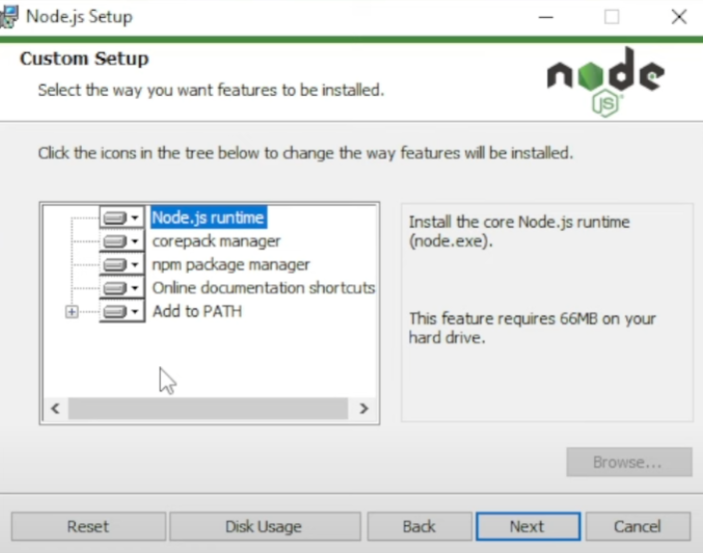 Node.js Setup
Custom Setup
Select the way you want features to be installed.
node
JS
Click the icons in the tree below to change the way features will be installed.
Node.js runtime
corepack manager
npm package manager
Online documentation shortcuts
Add to PATH
Install the core Node.js runtime
(node.exe).
This feature requires 66MB on your
hard drive.
Browse...
Reset
Disk Usage
Back
Next
Cancel